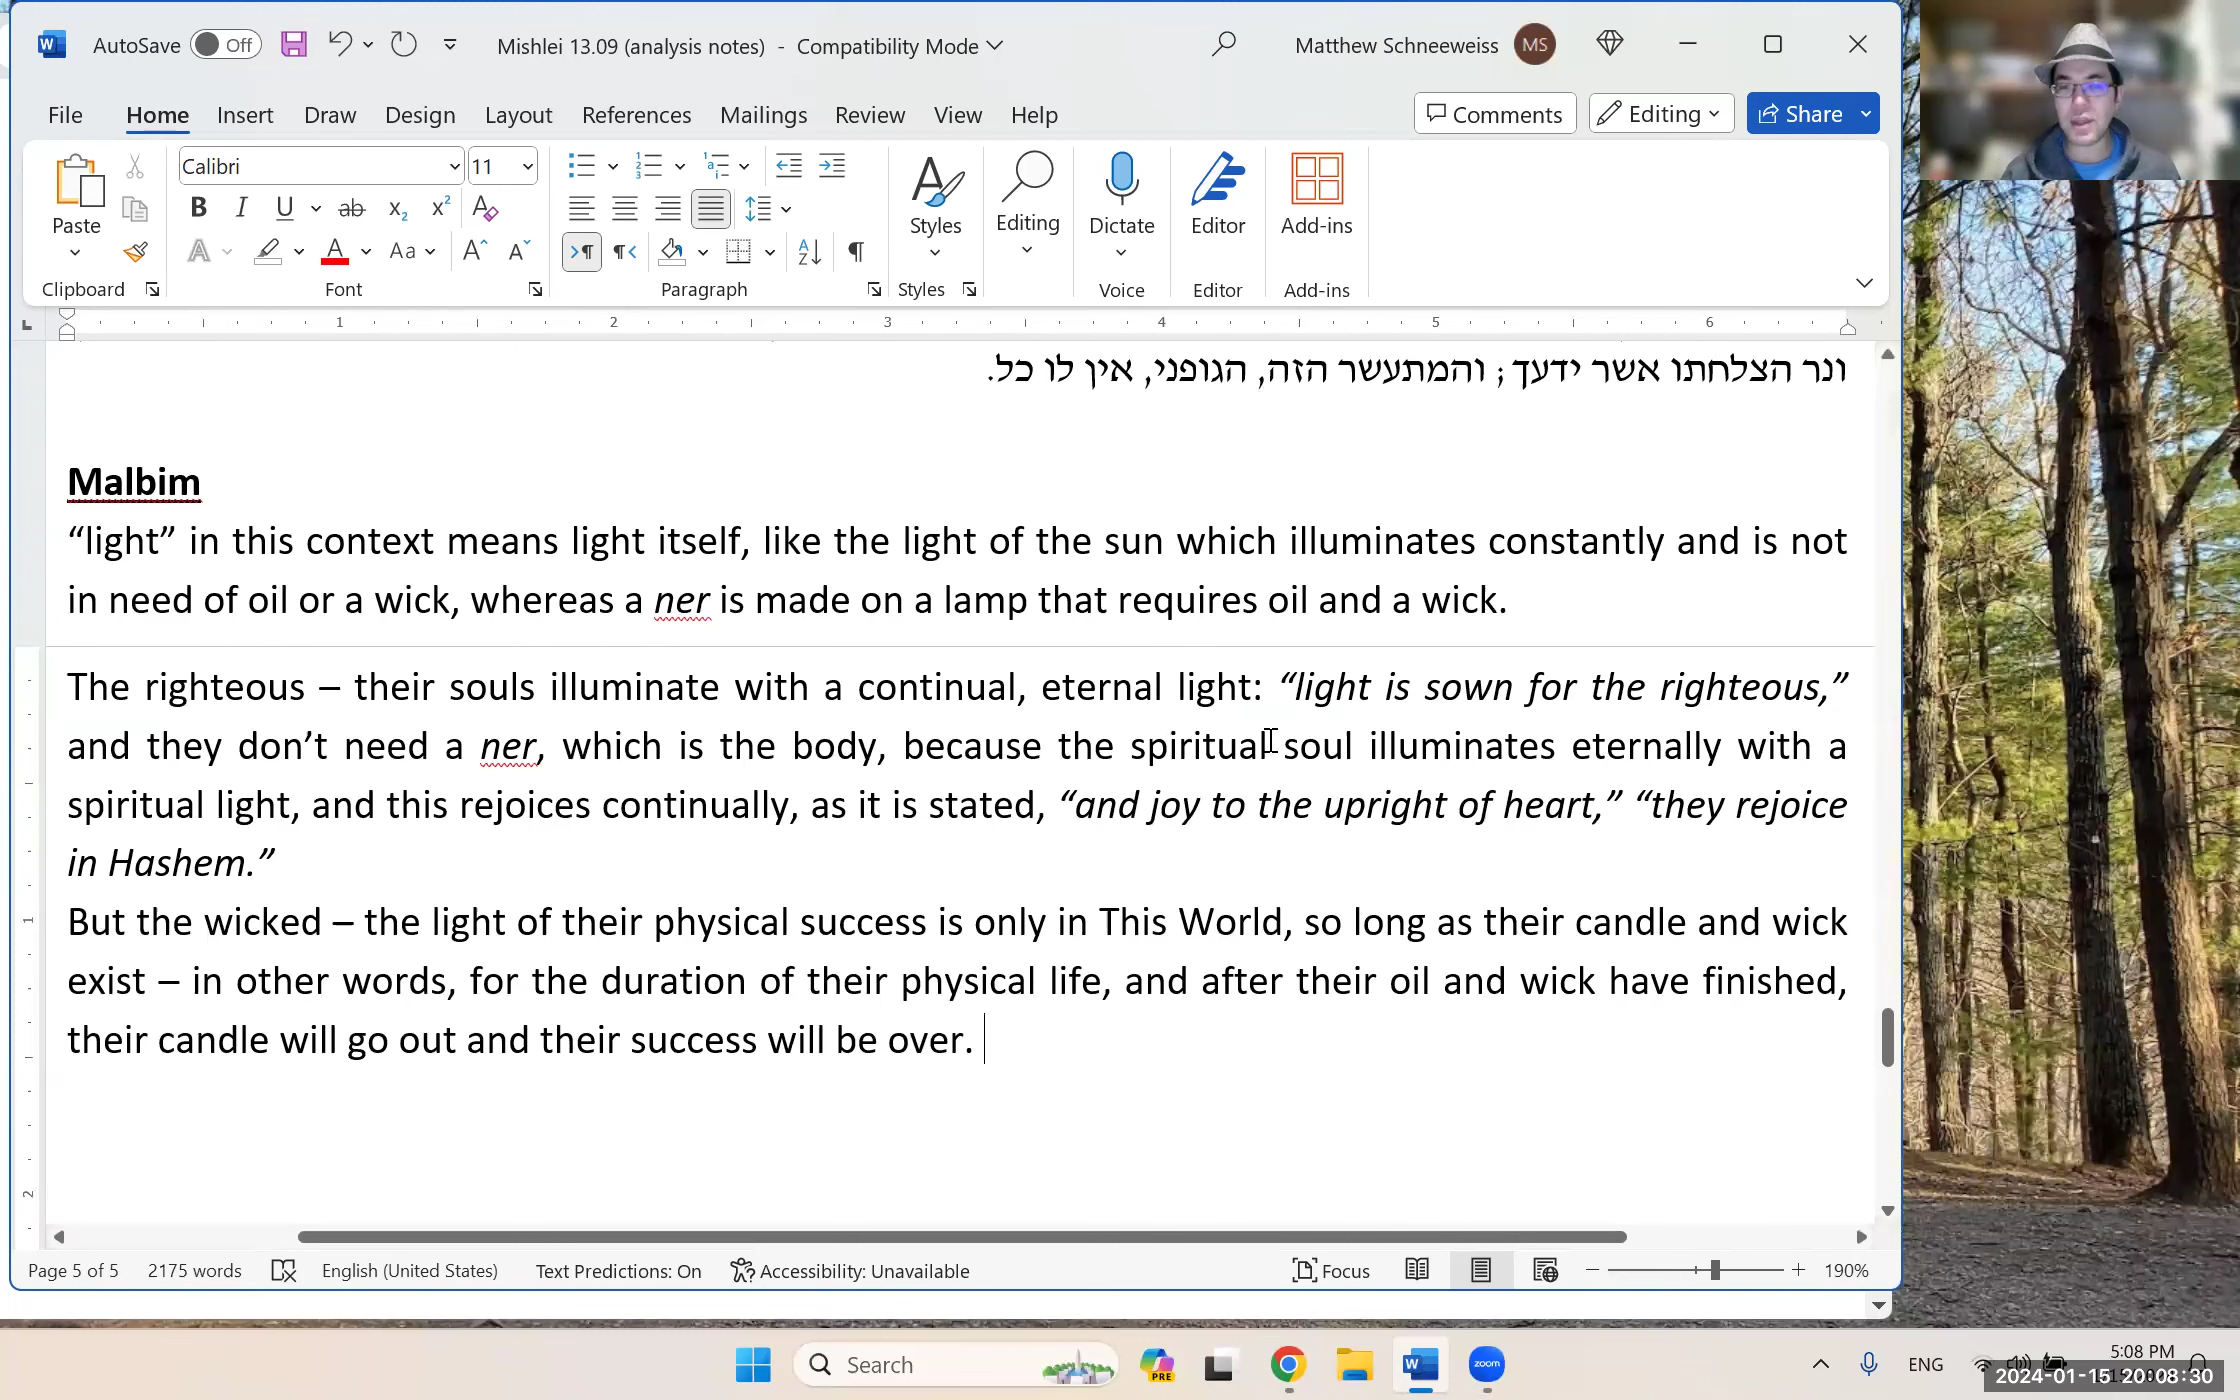 AutoSave Off Mishlei 13.09 (analysis notes) - Compatibility Mode Matthew Schneeweiss MS
File Home Insert Draw Design Layout References Mailings Review View Help Comments Editing Share
Paste Calibri 11 Styles Editing Dictate Editor Add-ins
Clipboard Font Paragraph Styles Voice Editor Add-ins
1 2 3 4 5 6
ונר הצלחתו אשר ידעך; והמתעשר הזה, הגופני, אין לו כל.
Malbim
“light” in this context means light itself, like the light of the sun which illuminates constantly and is not
in need of oil or a wick, whereas a ner is made on a lamp that requires oil and a wick.
The righteous – their souls illuminate with a continual, eternal light: “light is sown for the righteous,”
and they don’t need a ner, which is the body, because the spiritual soul illuminates eternally with a
spiritual light, and this rejoices continually, as it is stated, “and joy to the upright of heart,” “they rejoice
in Hashem.”
But the wicked – the light of their physical success is only in This World, so long as their candle and wick
exist – in other words, for the duration of their physical life, and after their oil and wick have finished,
their candle will go out and their success will be over.
Page 5 of 5 2175 words English (United States) Text Predictions: On Accessibility: Unavailable Focus 190%
Search PRE zoom ENG 5:08 PM
2024-01-15 20:08:30